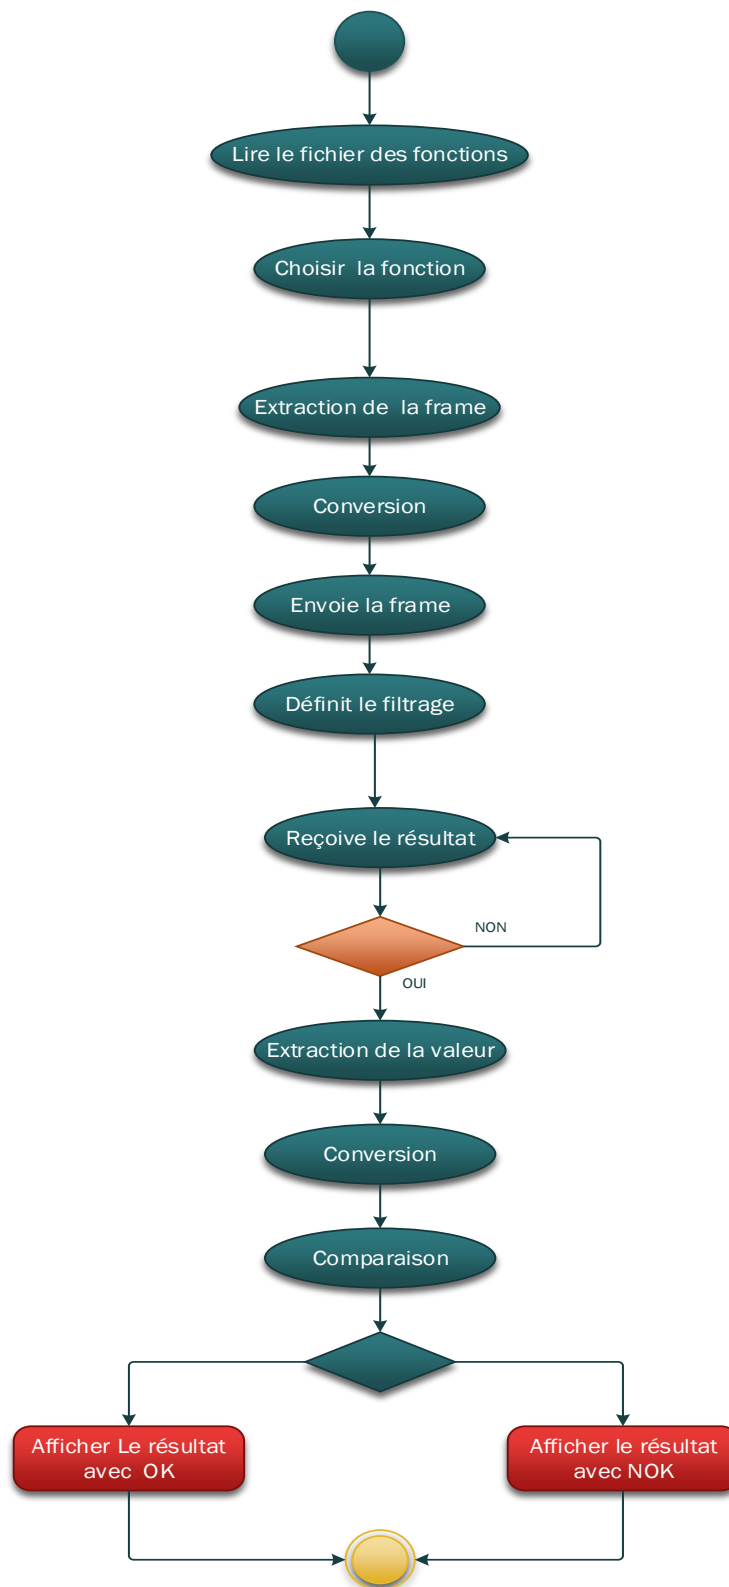 Lire le fichier des fonctions
Choisir la fonction
Extraction de la frame
Conversion
Envoie la frame
Définit le filtrage
Reçoive le résultat
NON
OUI
Extraction de la valeur
Conversion
Comparaison
Afficher Le résultat
avec OK
Afficher le résultat
avec NOK